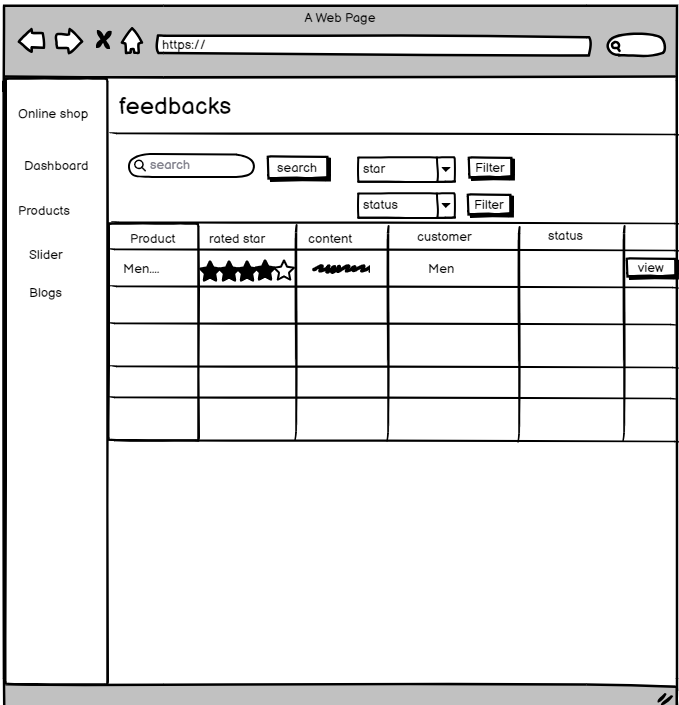 A Web Page
https://
Online shop
feedbacks
Dashboard
search
search
star
Filter
Products
status
Filter
Slider
Blogs
Product rated star content customer status
Men.... Men view